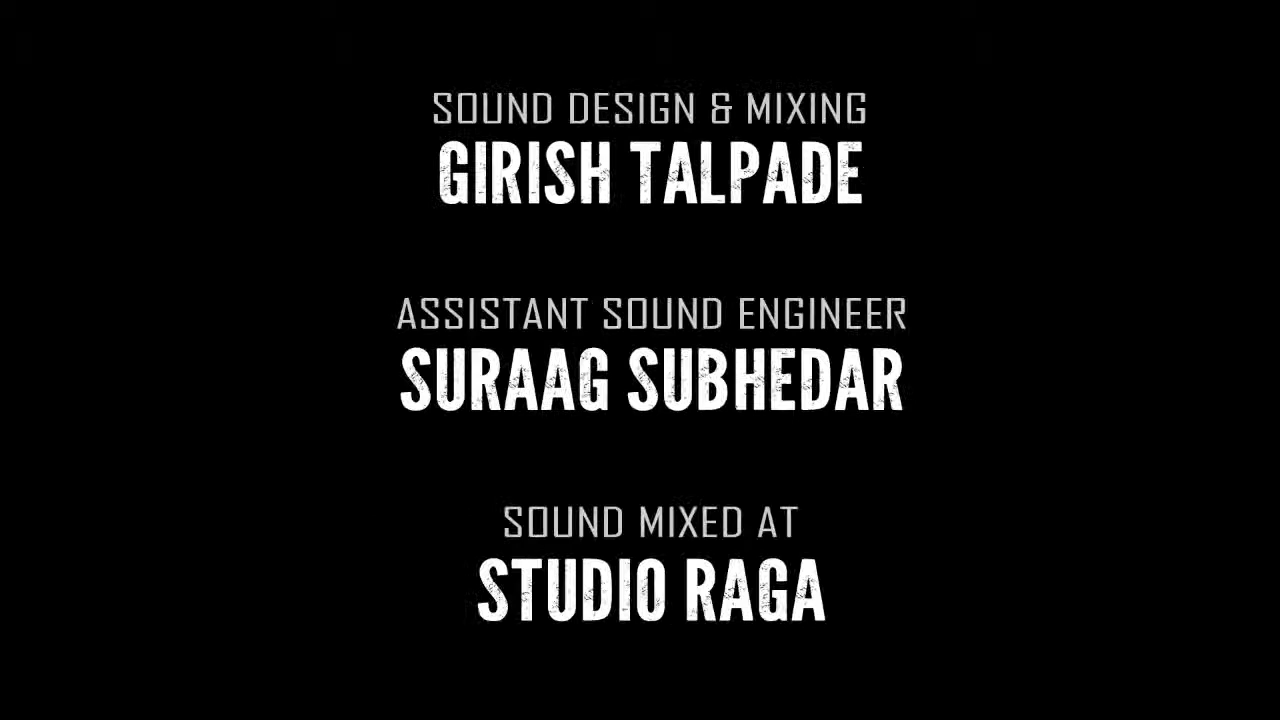 SOUND DESIGN & MIXING
GIRISH TALPADE
ASSISTANT SOUND ENGINEER
SURAAG SUBHEDAR
SOUND MIXED AT
STUDIO RAGA